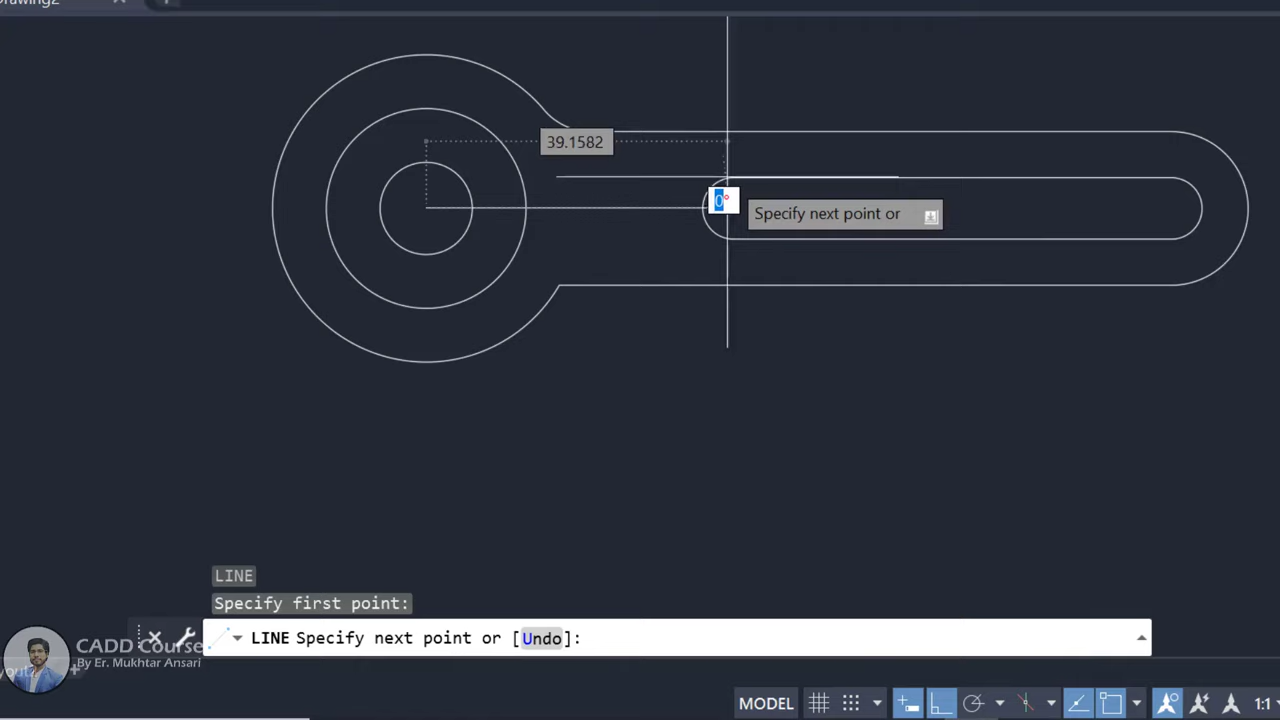 Drawing2
39.1582
0°
Specify next point or
LINE
Specify first point:
LINE Specify next point or [Undo]:
CADD Course
By Er. Mukhtar Ansari
MODEL
1:1